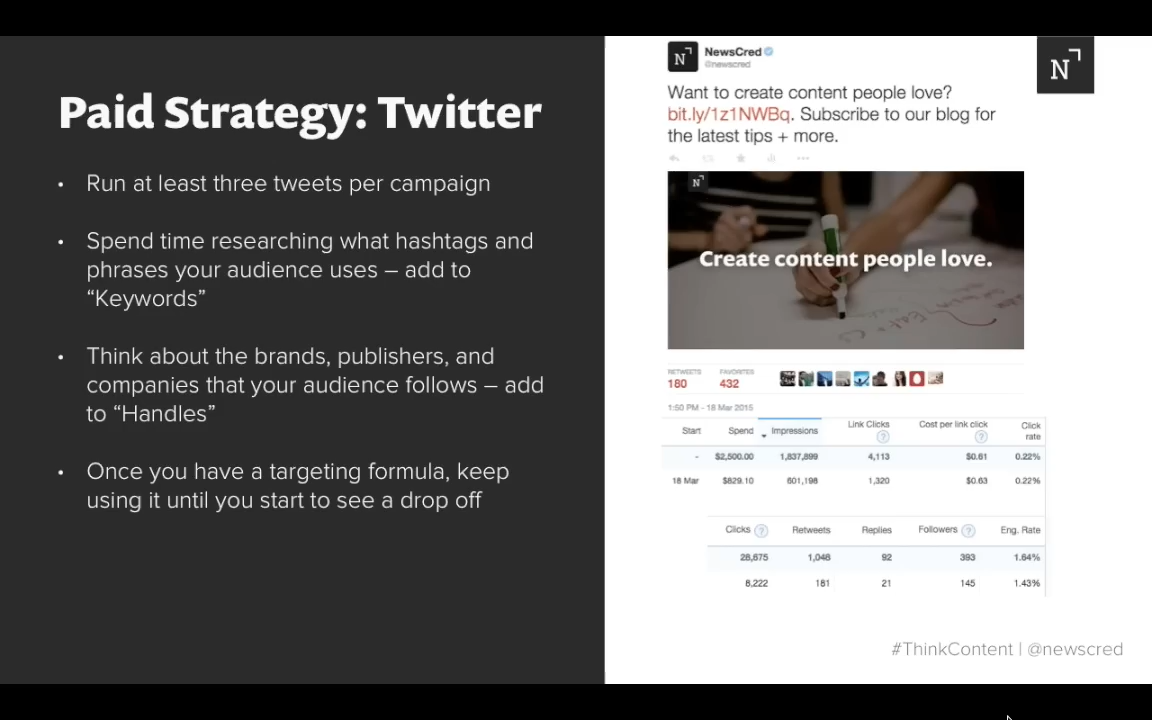 Paid Strategy: Twitter
• Run at least three tweets per campaign
• Spend time researching what hashtags and
phrases your audience uses – add to
“Keywords”
• Think about the brands, publishers, and
companies that your audience follows – add
to “Handles”
• Once you have a targeting formula, keep
using it until you start to see a drop off
N
NewsCred
@newscred
N
Want to create content people love?
bit.ly/1z1NWBq. Subscribe to our blog for
the latest tips + more.
N
Create content people love.
RETWEETS FAVORITES
180 432
1:50 PM - 18 Mar 2015
Start Spend Impressions Link Clicks ? Cost per link click ? Click rate
- $2,500.00 1,837,899 4,113 $0.61 0.22%
18 Mar $829.10 601,198 1,320 $0.63 0.22%
Clicks ? Retweets Replies Followers ? Eng. Rate
28,675 1,048 92 393 1.64%
8,222 181 21 145 1.43%
#ThinkContent | @newscred